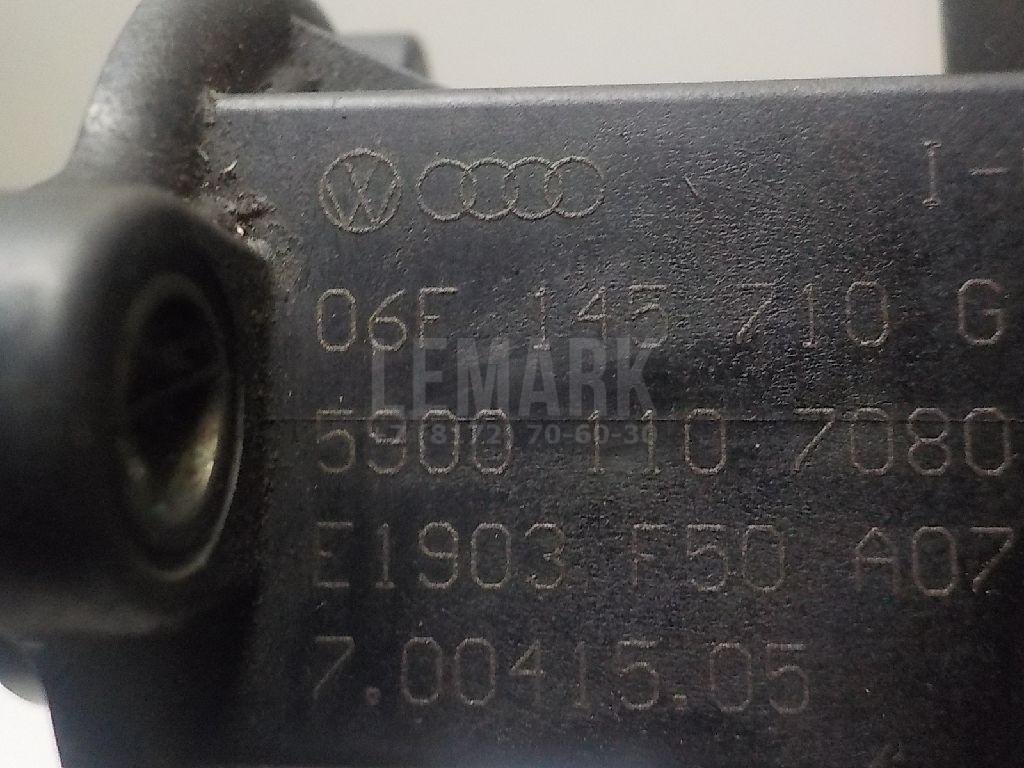 I-
06E 145 710 G
LEMARK
5900 110 7080
E1903 F50 A07
7.00415.05